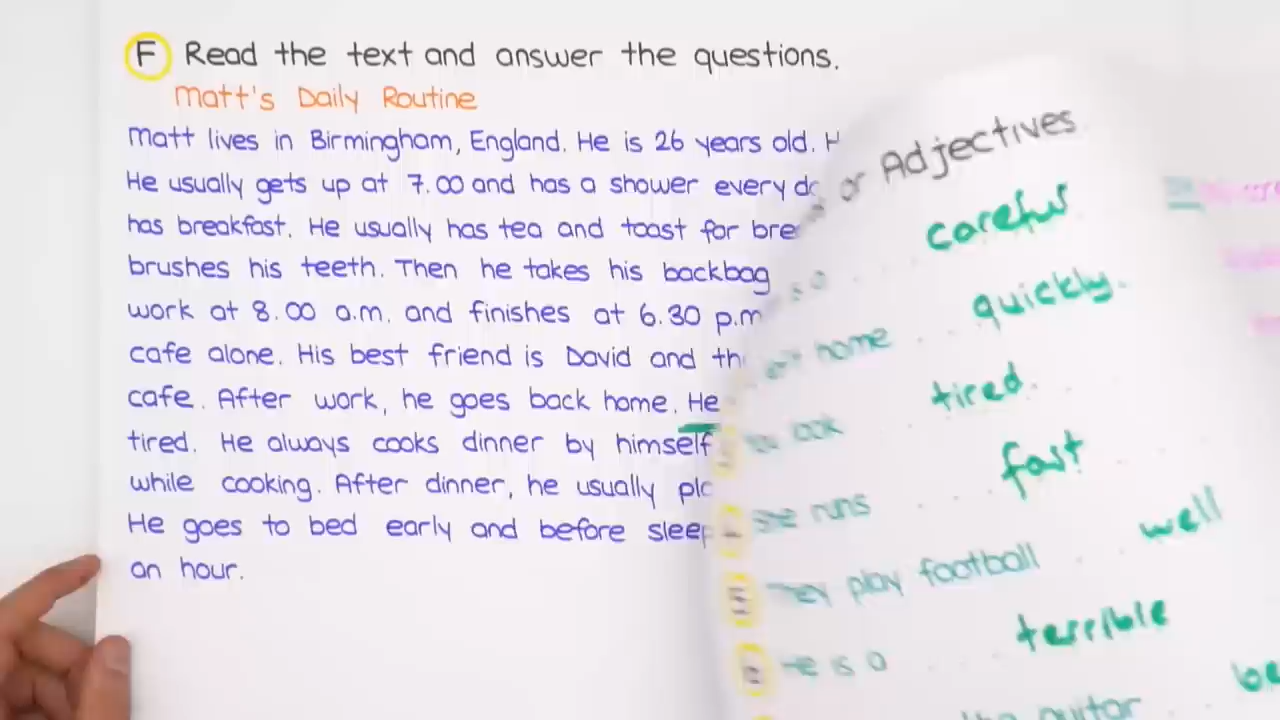 F Read the text and answer the questions.
Matt's Daily Routine
Matt lives in Birmingham, England. He is 26 years old. H
He usually gets up at 7.00 and has a shower every
has breakfast. He usually has tea and toast for bre
brushes his teeth. Then he takes his backbag
work at 8.00 a.m. and finishes at 6.30 p.m
cafe alone. His best friend is David and th
cafe. After work, he goes back home. He
tired. He always cooks dinner by himself
while cooking. After dinner, he usually
He goes to bed early and before sleep
an hour.
or Adjectives
is a careful
home quickly.
look tired.
She runs fast
They play football well
He is a terrible
guitar be